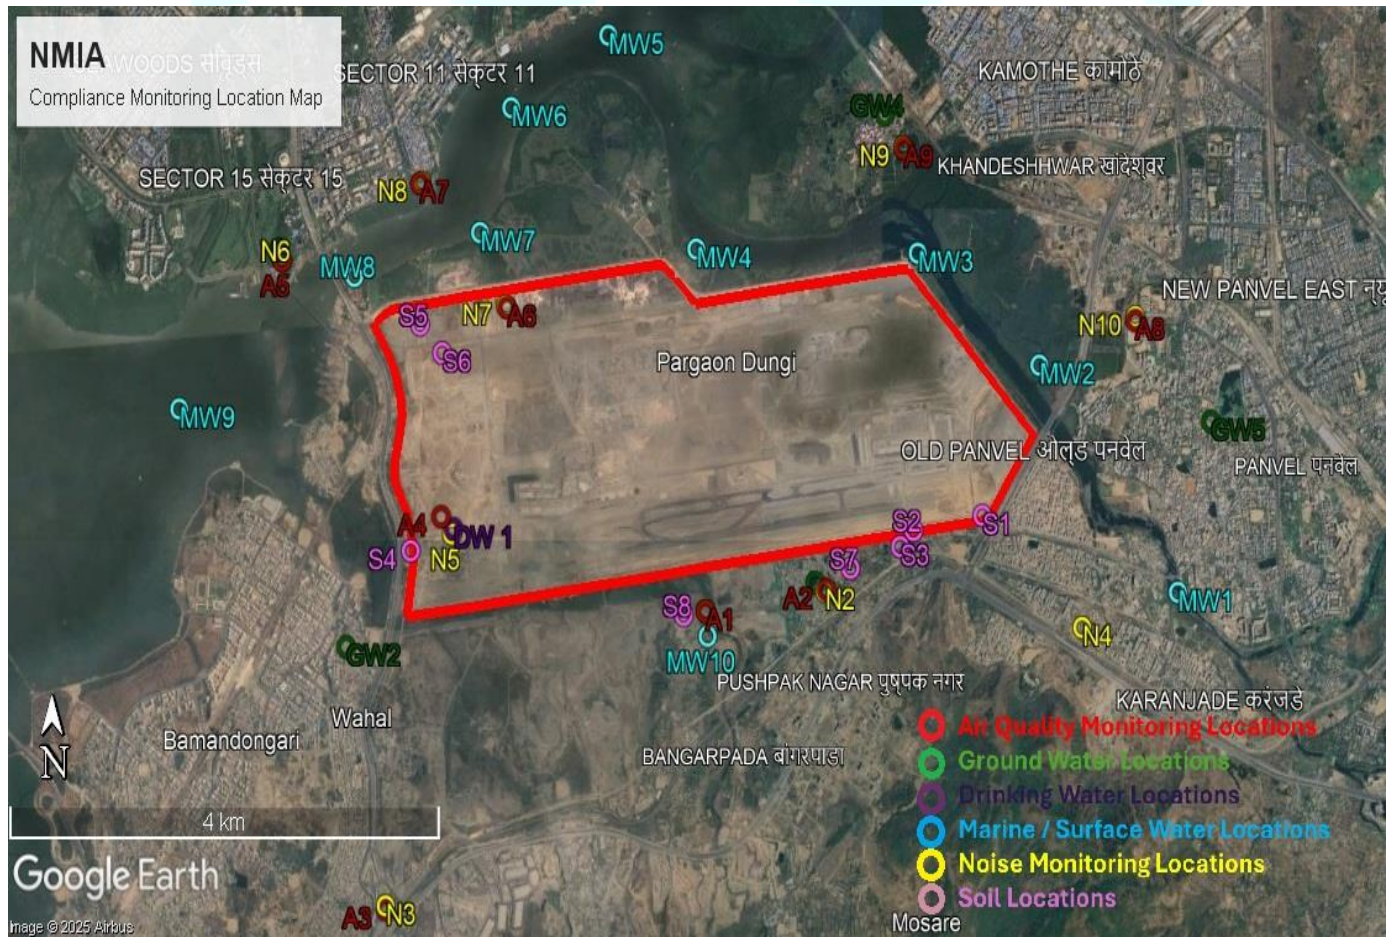 NMIA
Compliance Monitoring Location Map
SECTOR 11 सेक्टर 11
KAMOTHE कामोठे
MW5
MW6
GW4
N9 A9
KHANDESHHWAR खांदेश्वर
SECTOR 15 सेक्टर 15
N8 A7
MW7
N6
A5
MW8
MW4
MW3
NEW PANVEL EAST
S5
N7 A6
N10 A8
S6
Pargaon Dungi
MW2
MW9
GW5
OLD PANVEL ओल्ड पनवेल
PANVEL पनवेल
A4
DW 1
S4 N5
S2
S1
S3
S7
A2 N2
MW1
S8 A1
N4
MW10
GW2
PUSHPAK NAGAR पुष्पक नगर
KARANJADE करंजडे
Wahal
Bamandongari
BANGARPADA बांगरपाडा
N
4 km
Air Quality Monitoring Locations
Ground Water Locations
Drinking Water Locations
Marine / Surface Water Locations
Noise Monitoring Locations
Soil Locations
Google Earth
A3 N3
Mosare
Image © 2025 Airbus